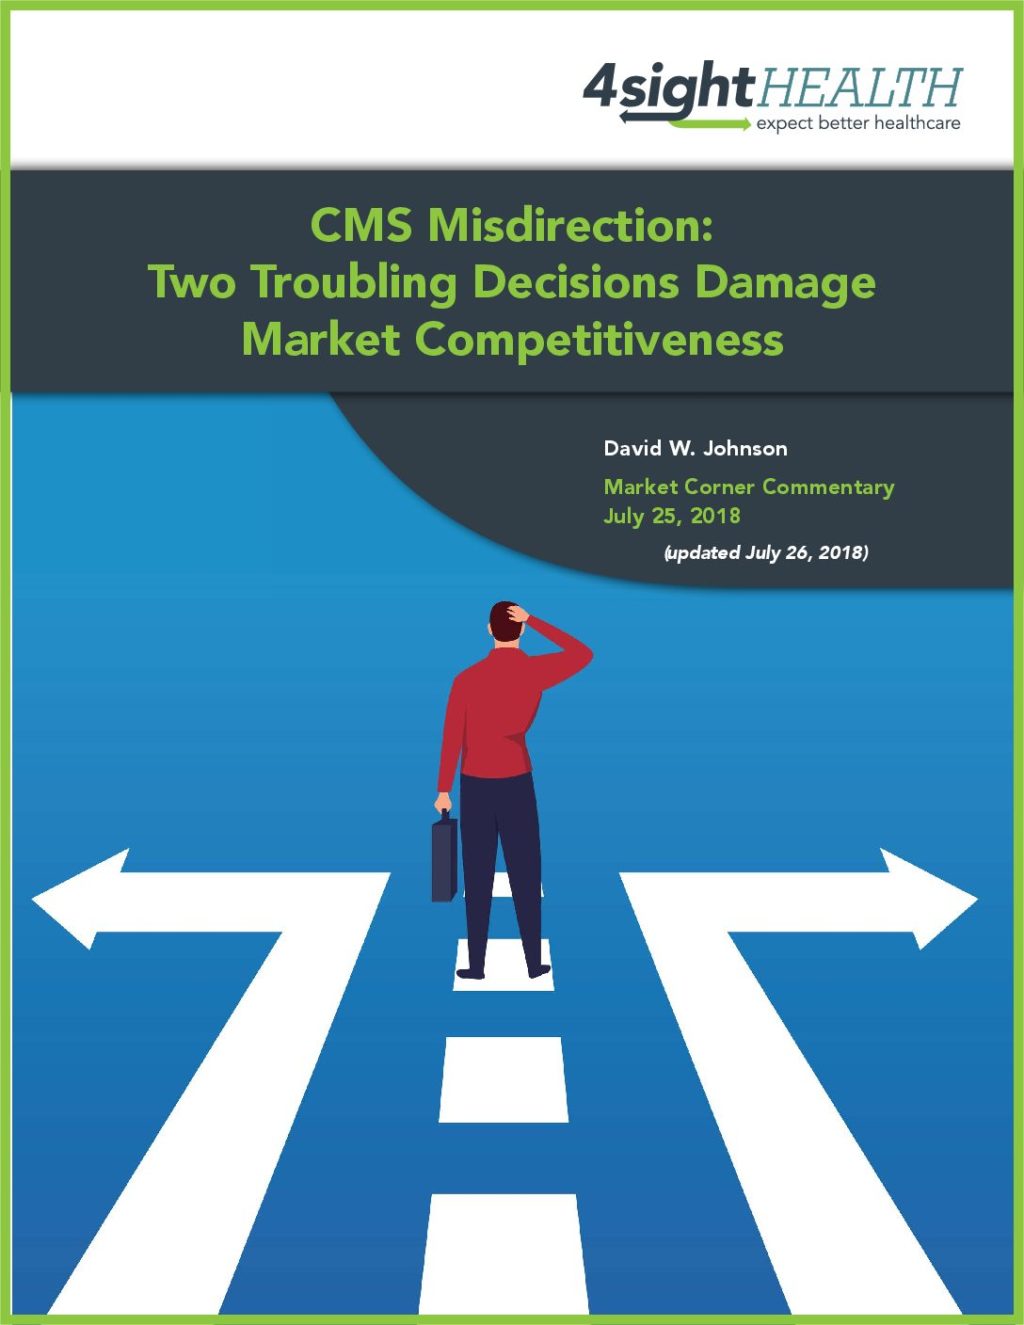 4sightHEALTH
expect better healthcare
CMS Misdirection:
Two Troubling Decisions Damage
Market Competitiveness
David W. Johnson
Market Corner Commentary
July 25, 2018
(updated July 26, 2018)